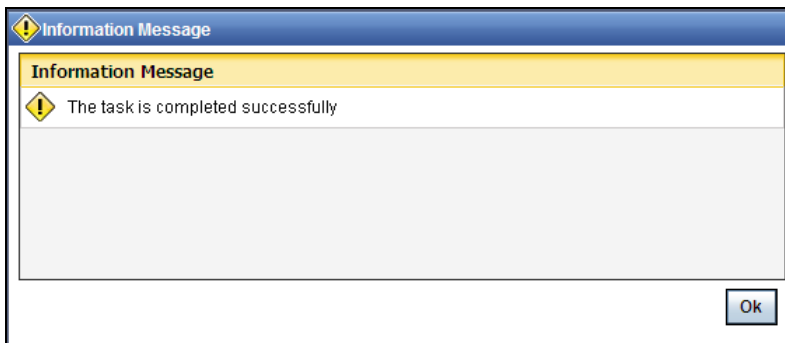 Information Message
Information Message
The task is completed successfully
Ok